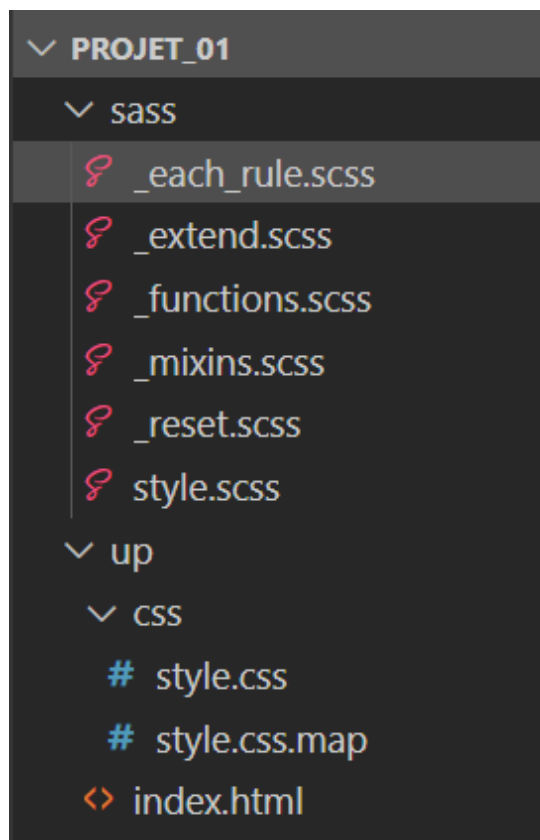 PROJET_01
sass
_each_rule.scss
_extend.scss
_functions.scss
_mixins.scss
_reset.scss
style.scss
up
css
# style.css
# style.css.map
<> index.html